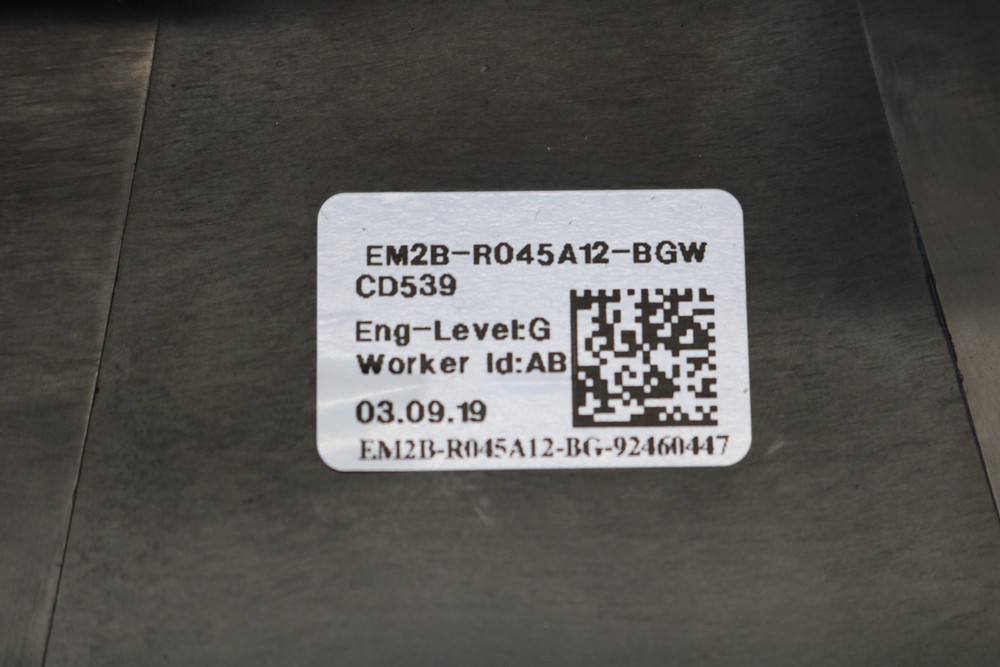 EM2B-R045A12-BGW
CD539
Eng-Level:G
Worker Id:AB
03.09.19
EM2B-R045A12-BG-92460447